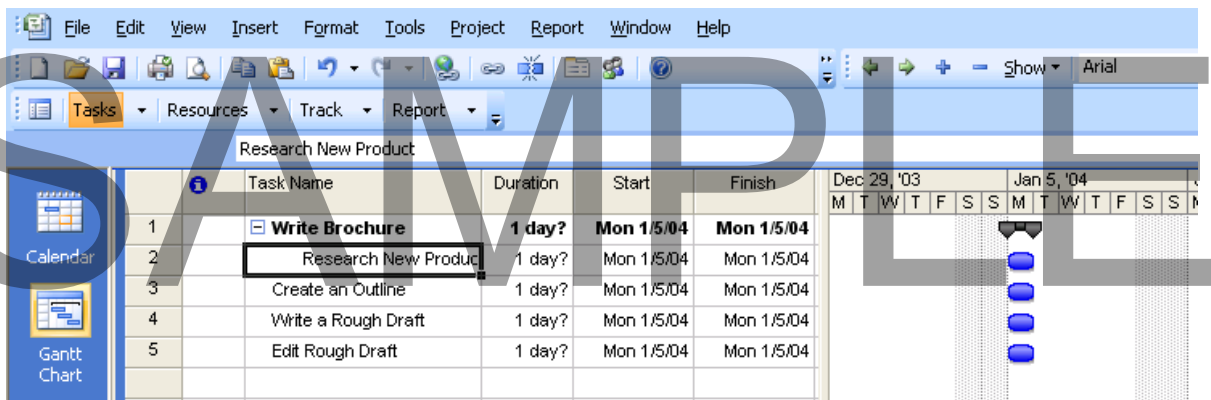 File Edit View Insert Format Tools Project Report Window Help
Show Arial
Tasks Resources Track Report
Research New Product
Task Name Duration Start Finish Dec 29, '03 Jan 5, '04
M T W T F S S M T W T F S S
1 Write Brochure 1 day? Mon 1/5/04 Mon 1/5/04
Calendar 2 Research New Produc 1 day? Mon 1/5/04 Mon 1/5/04
3 Create an Outline 1 day? Mon 1/5/04 Mon 1/5/04
4 Write a Rough Draft 1 day? Mon 1/5/04 Mon 1/5/04
5 Edit Rough Draft 1 day? Mon 1/5/04 Mon 1/5/04
Gantt
Chart
SAMPLE